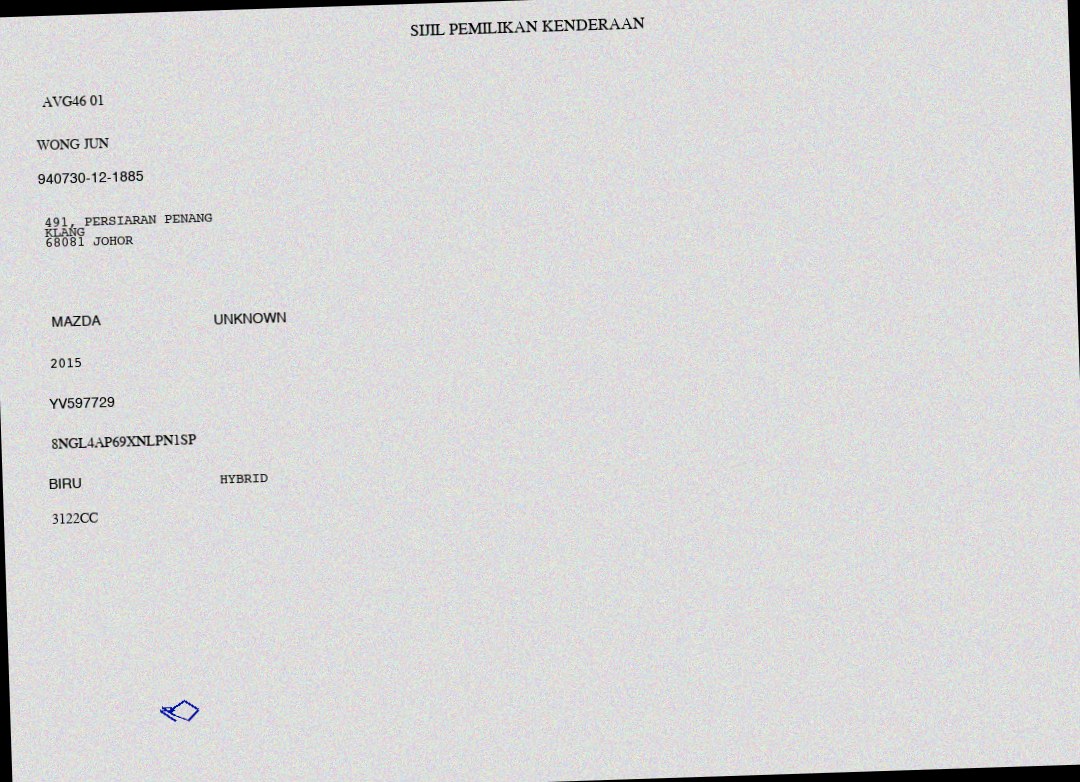 SIJIL PEMILIKAN KENDERAAN
AVG46 01
WONG JUN
940730-12-1885
491, PERSIARAN PENANG
KLANG
68081 JOHOR
MAZDA UNKNOWN
2015
YV597729
8NGL4AP69XNLPN1SP
BIRU HYBRID
3122CC